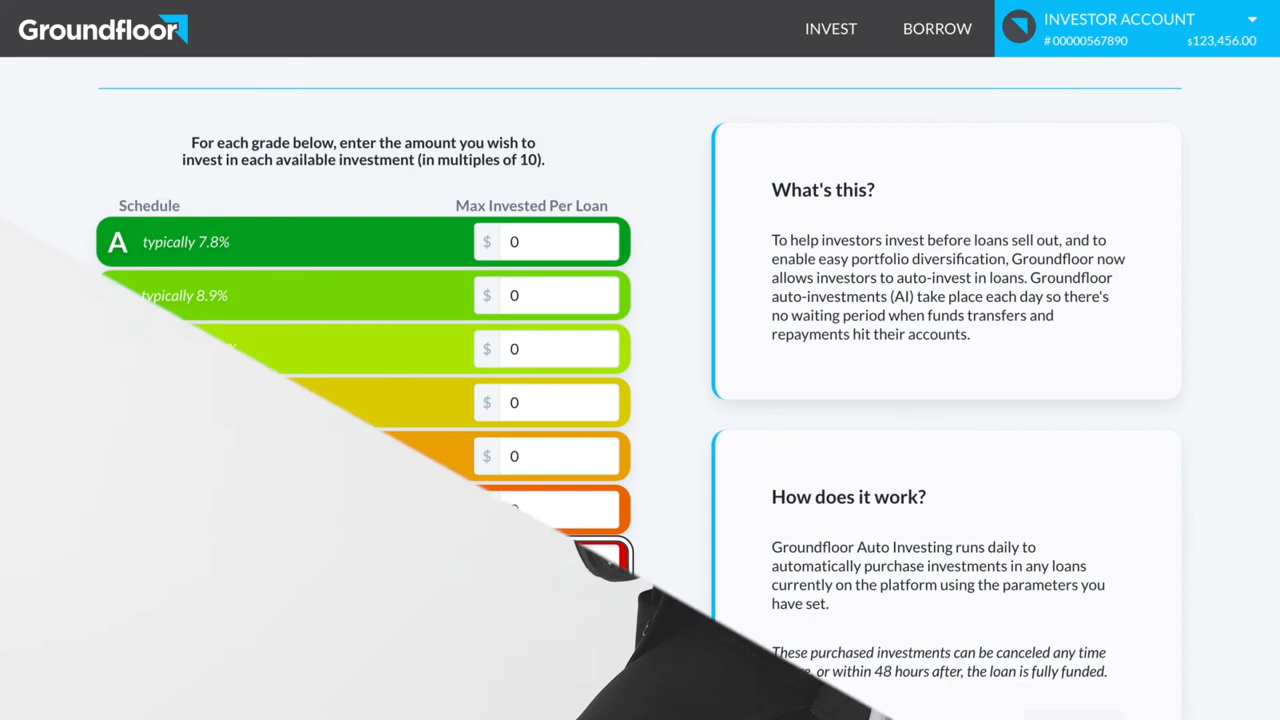 Groundfloor
INVEST
BORROW
INVESTOR ACCOUNT
# 00000567890
$123,456.00
For each grade below, enter the amount you wish to
invest in each available investment (in multiples of 10).
Schedule
Max Invested Per Loan
A typically 7.8%
$ 0
typically 8.9%
$ 0
%
$ 0
$ 0
$ 0
What's this?
To help investors invest before loans sell out, and to
enable easy portfolio diversification, Groundfloor now
allows investors to auto-invest in loans. Groundfloor
auto-investments (AI) take place each day so there's
no waiting period when funds transfers and
repayments hit their accounts.
How does it work?
Groundfloor Auto Investing runs daily to
automatically purchase investments in any loans
currently on the platform using the parameters you
have set.
These purchased investments can be canceled any time
or within 48 hours after, the loan is fully funded.